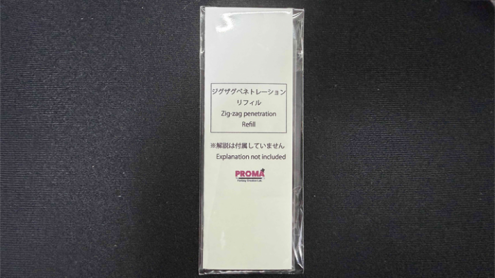 ジグザグペネトレーション
リフィル
Zig-zag penetration
Refill
※解説は付属していません
Explanation not included
PROMA